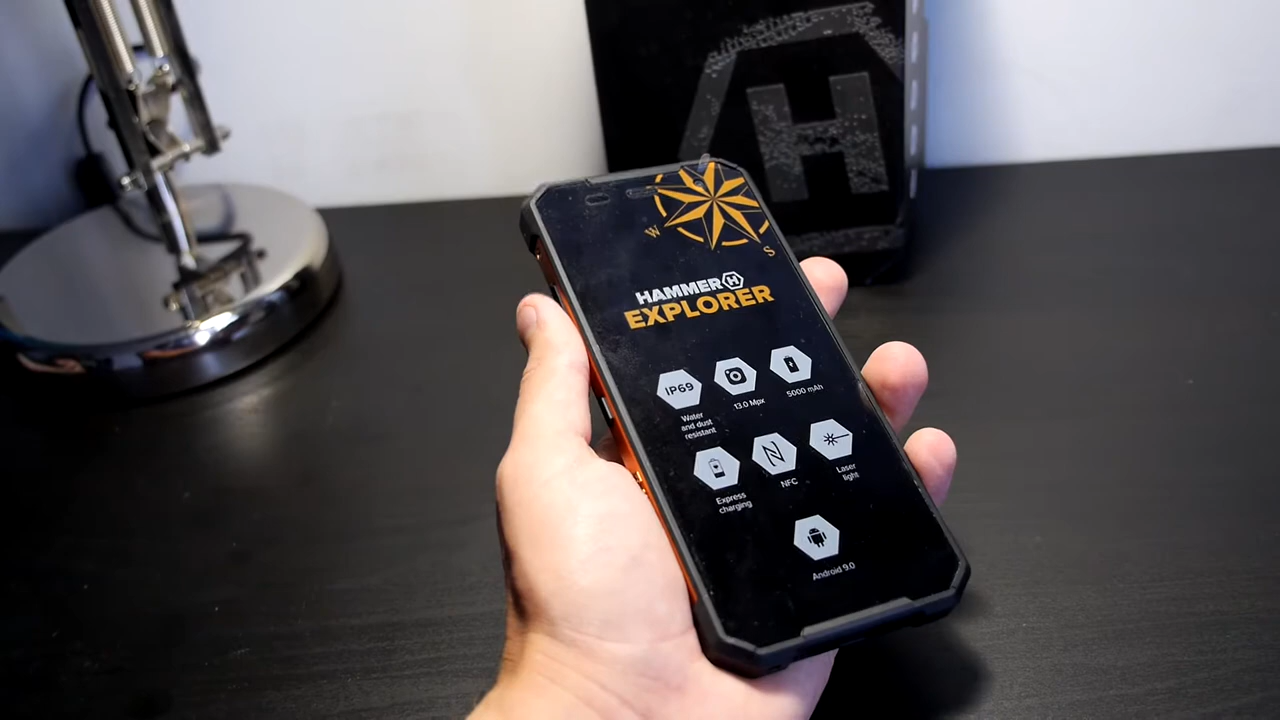 H
W
S
HAMMER H
EXPLORER
IP69
Water
and dust
resistant
13.0 Mpx
5000 mAh
Express
charging
NFC
Laser
light
Android 9.0